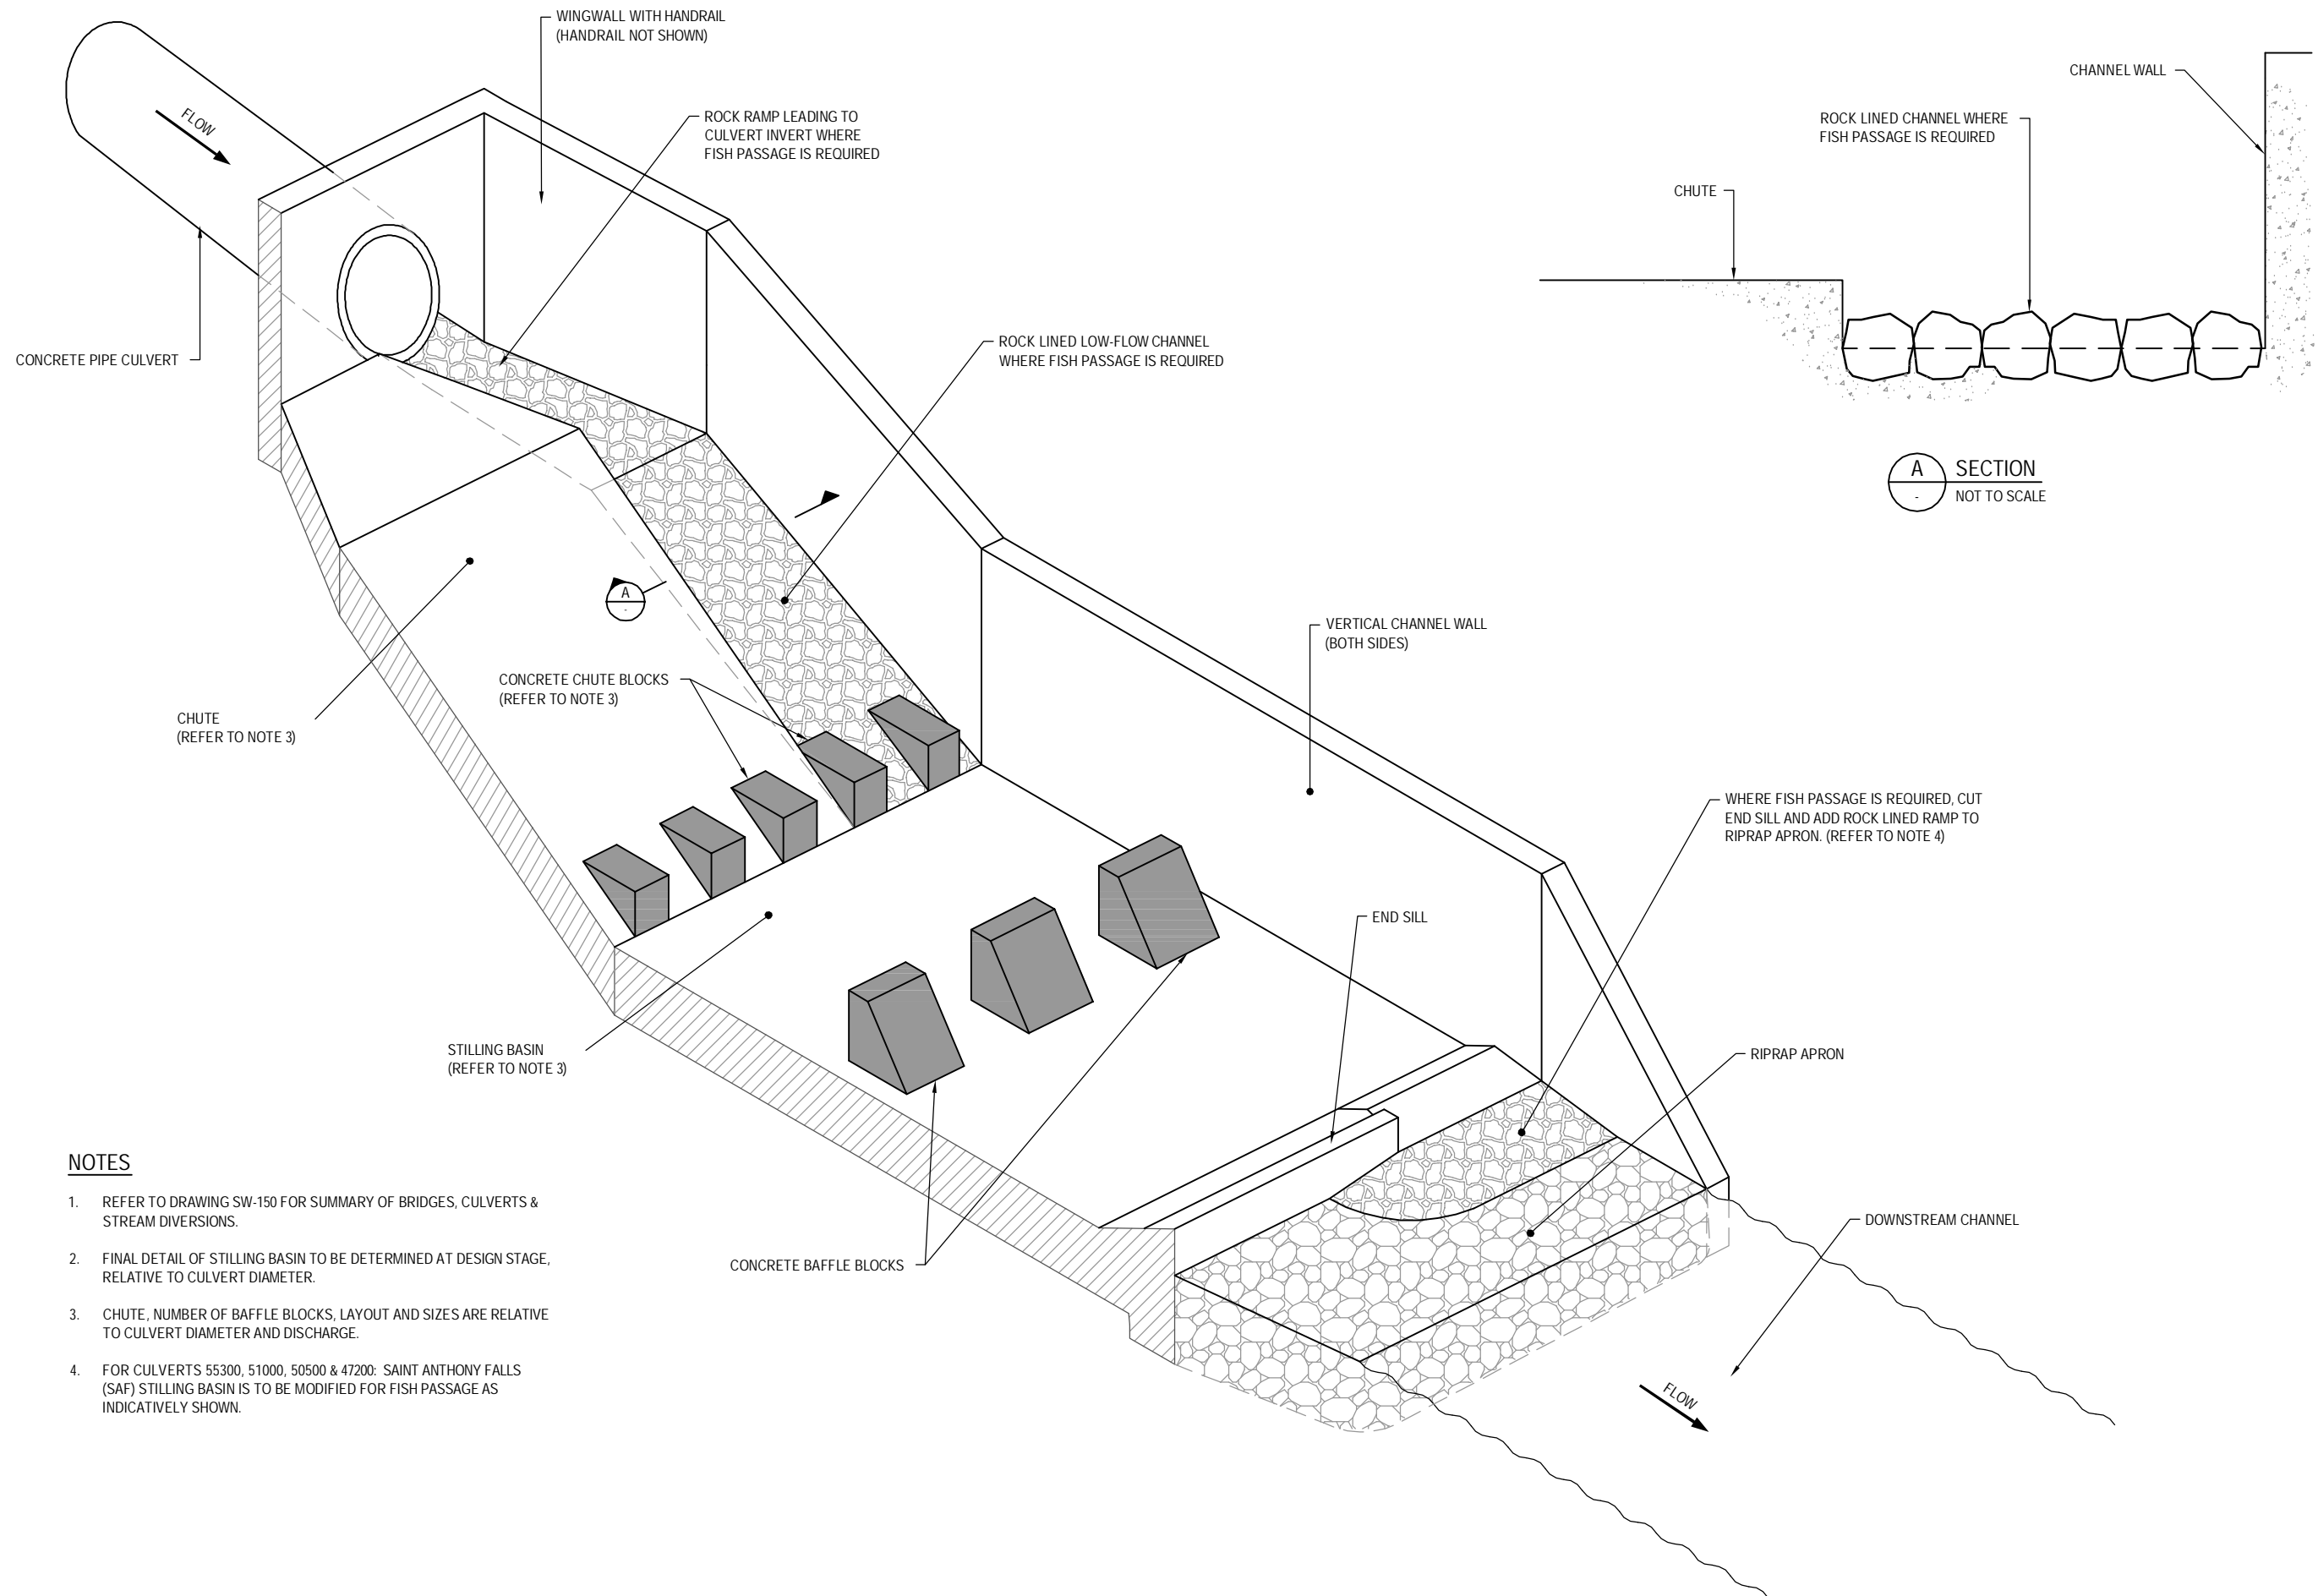 WINGWALL WITH HANDRAIL
(HANDRAIL NOT SHOWN)
FLOW
ROCK RAMP LEADING TO
CULVERT INVERT WHERE
FISH PASSAGE IS REQUIRED
CHANNEL WALL
ROCK LINED CHANNEL WHERE
FISH PASSAGE IS REQUIRED
CHUTE
CONCRETE PIPE CULVERT
ROCK LINED LOW-FLOW CHANNEL
WHERE FISH PASSAGE IS REQUIRED
A
-
SECTION
NOT TO SCALE
A
-
VERTICAL CHANNEL WALL
(BOTH SIDES)
CONCRETE CHUTE BLOCKS
(REFER TO NOTE 3)
CHUTE
(REFER TO NOTE 3)
WHERE FISH PASSAGE IS REQUIRED, CUT
END SILL AND ADD ROCK LINED RAMP TO
RIPRAP APRON. (REFER TO NOTE 4)
END SILL
STILLING BASIN
(REFER TO NOTE 3)
RIPRAP APRON
DOWNSTREAM CHANNEL
CONCRETE BAFFLE BLOCKS
FLOW
NOTES
1. REFER TO DRAWING SW-150 FOR SUMMARY OF BRIDGES, CULVERTS &
STREAM DIVERSIONS.
2. FINAL DETAIL OF STILLING BASIN TO BE DETERMINED AT DESIGN STAGE,
RELATIVE TO CULVERT DIAMETER.
3. CHUTE, NUMBER OF BAFFLE BLOCKS, LAYOUT AND SIZES ARE RELATIVE
TO CULVERT DIAMETER AND DISCHARGE.
4. FOR CULVERTS 55300, 51000, 50500 & 47200: SAINT ANTHONY FALLS
(SAF) STILLING BASIN IS TO BE MODIFIED FOR FISH PASSAGE AS
INDICATIVELY SHOWN.